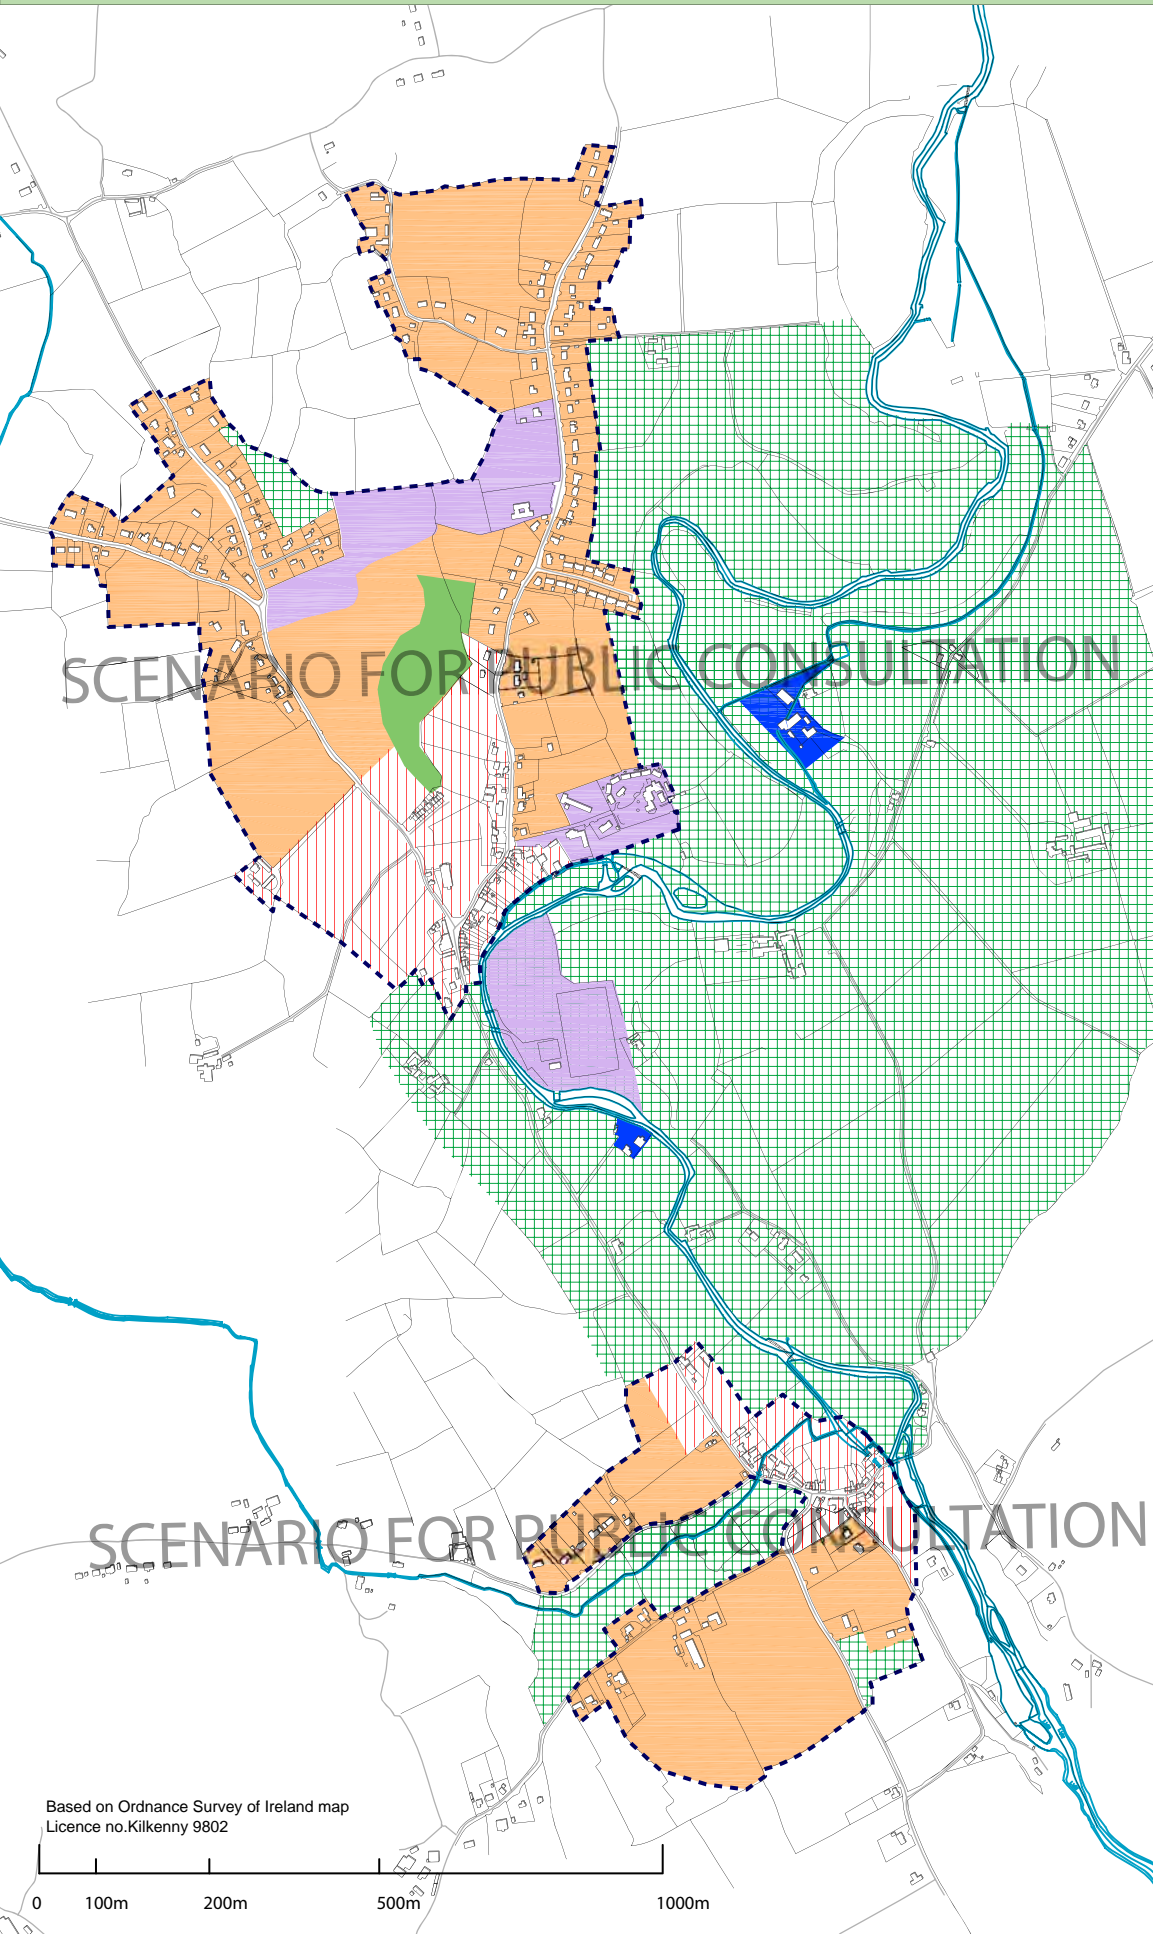 SCENARIO FOR PUBLIC CONSULTATION
SCENARIO FOR PUBLIC CONSULTATION
Based on Ordnance Survey of Ireland map
Licence no.Kilkenny 9802
0 100m 200m 500m 1000m